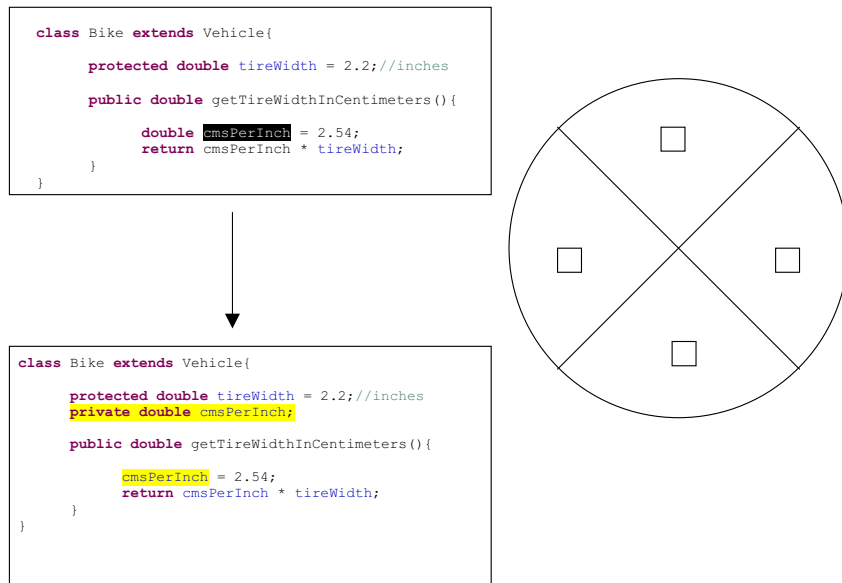 class Bike extends Vehicle{
protected double tireWidth = 2.2;//inches
public double getTireWidthInCentimeters(){
double cmsPerInch = 2.54;
return cmsPerInch * tireWidth;
}
}
class Bike extends Vehicle{
protected double tireWidth = 2.2;//inches
private double cmsPerInch;
public double getTireWidthInCentimeters(){
cmsPerInch = 2.54;
return cmsPerInch * tireWidth;
}
}